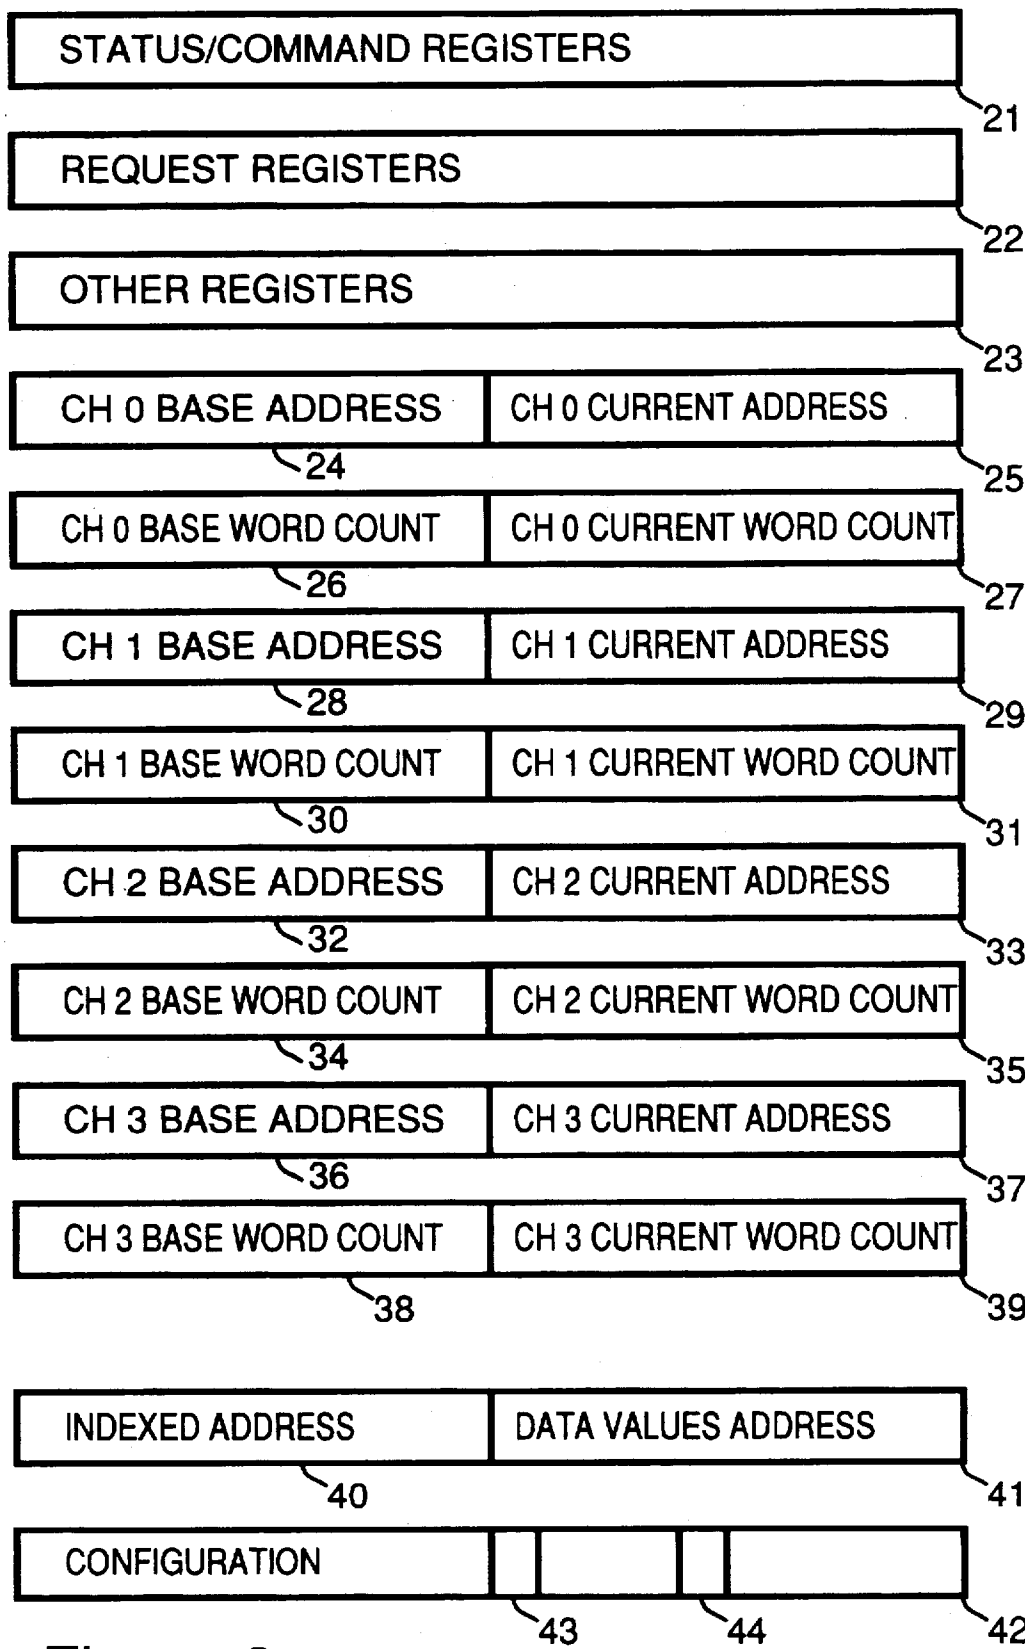 STATUS/COMMAND REGISTERS
21
REQUEST REGISTERS
22
OTHER REGISTERS
23
CH 0 BASE ADDRESS CH 0 CURRENT ADDRESS
24 25
CH 0 BASE WORD COUNT CH 0 CURRENT WORD COUNT
26 27
CH 1 BASE ADDRESS CH 1 CURRENT ADDRESS
28 29
CH 1 BASE WORD COUNT CH 1 CURRENT WORD COUNT
30 31
CH 2 BASE ADDRESS CH 2 CURRENT ADDRESS
32 33
CH 2 BASE WORD COUNT CH 2 CURRENT WORD COUNT
34 35
CH 3 BASE ADDRESS CH 3 CURRENT ADDRESS
36 37
CH 3 BASE WORD COUNT CH 3 CURRENT WORD COUNT
38 39
INDEXED ADDRESS DATA VALUES ADDRESS
40 41
CONFIGURATION
43 44 42